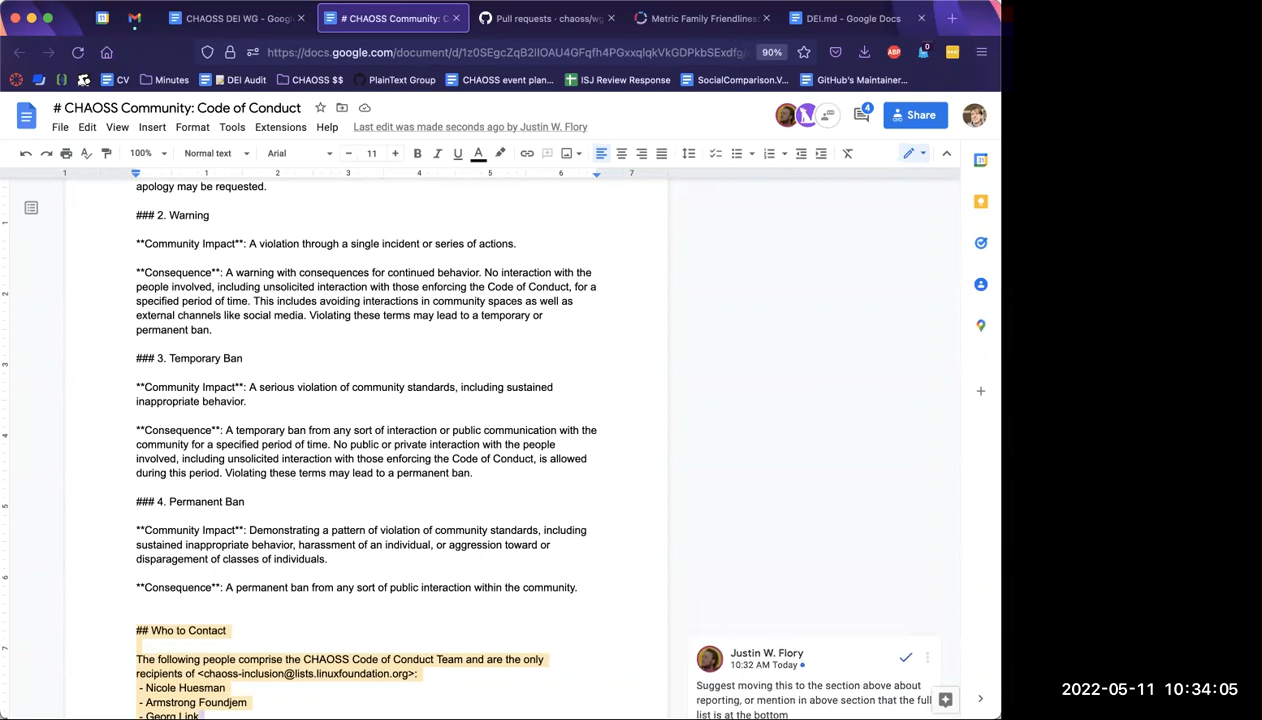 CHAOSS DEI WG - Goog
# CHAOSS Community: C
Pull requests · chaoss/wg
Metric Family Friendliness
DEI.md - Google Docs
https://docs.google.com/document/d/1z0SEgcZqB2lIOAU4GFqfh4PGxxqlqkVkGDPkbSExdfg/
90%
CV
Minutes
DEI Audit
CHAOSS $$
PlainText Group
CHAOSS event plan...
ISJ Review Response
SocialComparison.V...
GitHub's Maintainer...
# CHAOSS Community: Code of Conduct
4
Share
File Edit View Insert Format Tools Extensions Help Last edit was made seconds ago by Justin W. Flory
100% Normal text Arial 11
1 1 2 3 4 5 6 7
apology may be requested.
### 2. Warning
**Community Impact**: A violation through a single incident or series of actions.
**Consequence**: A warning with consequences for continued behavior. No interaction with the
people involved, including unsolicited interaction with those enforcing the Code of Conduct, for a
specified period of time. This includes avoiding interactions in community spaces as well as
external channels like social media. Violating these terms may lead to a temporary or
permanent ban.
### 3. Temporary Ban
**Community Impact**: A serious violation of community standards, including sustained
inappropriate behavior.
**Consequence**: A temporary ban from any sort of interaction or public communication with the
community for a specified period of time. No public or private interaction with the people
involved, including unsolicited interaction with those enforcing the Code of Conduct, is allowed
during this period. Violating these terms may lead to a permanent ban.
### 4. Permanent Ban
**Community Impact**: Demonstrating a pattern of violation of community standards, including
sustained inappropriate behavior, harassment of an individual, or aggression toward or
disparagement of classes of individuals.
**Consequence**: A permanent ban from any sort of public interaction within the community.
## Who to Contact
The following people comprise the CHAOSS Code of Conduct Team and are the only
recipients of <chaoss-inclusion@lists.linuxfoundation.org>:
- Nicole Huesman
- Armstrong Foundjem
- Georg Link
Justin W. Flory
10:32 AM Today
Suggest moving this to the section above about
reporting, or mention in above section that the full
list is at the bottom
2022-05-11 10:34:05